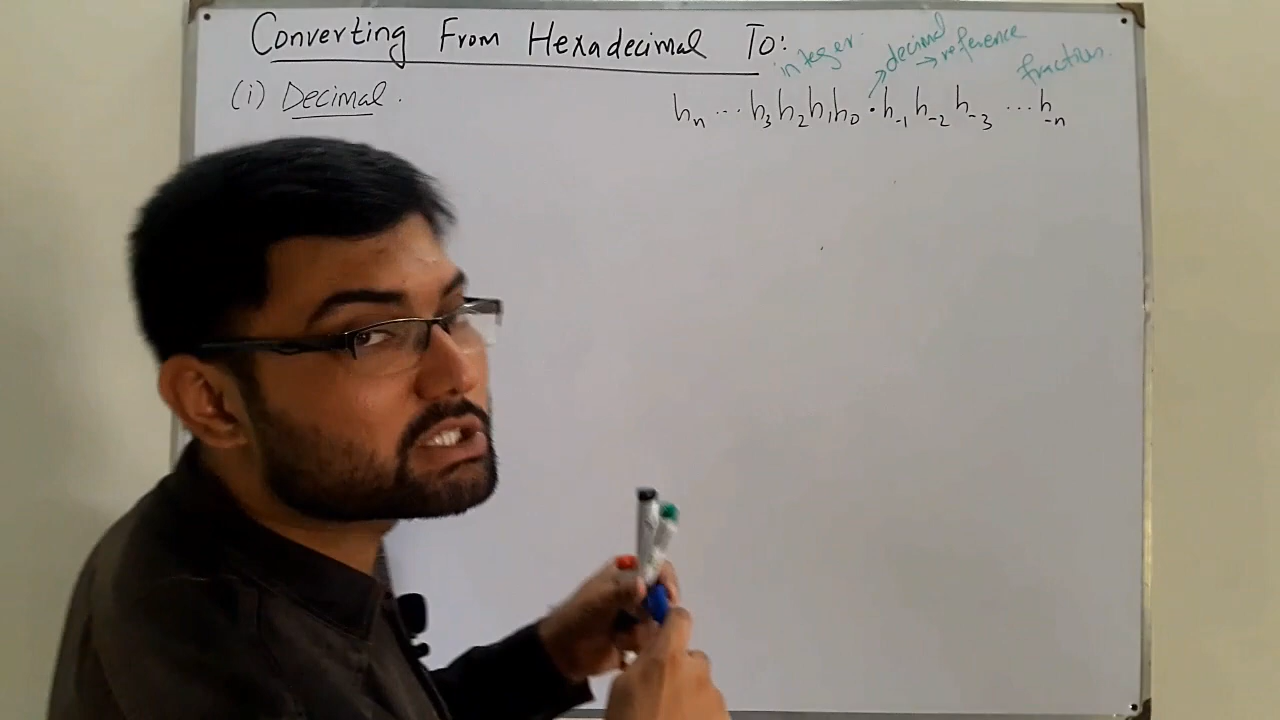 Converting From Hexadecimal To:
(i) Decimal.
integer.
decimal
→ reference
fraction.
hₙ ... h₃ h₂ h₁ h₀ . h₋₁ h₋₂ h₋₃ ... h₋ₙ